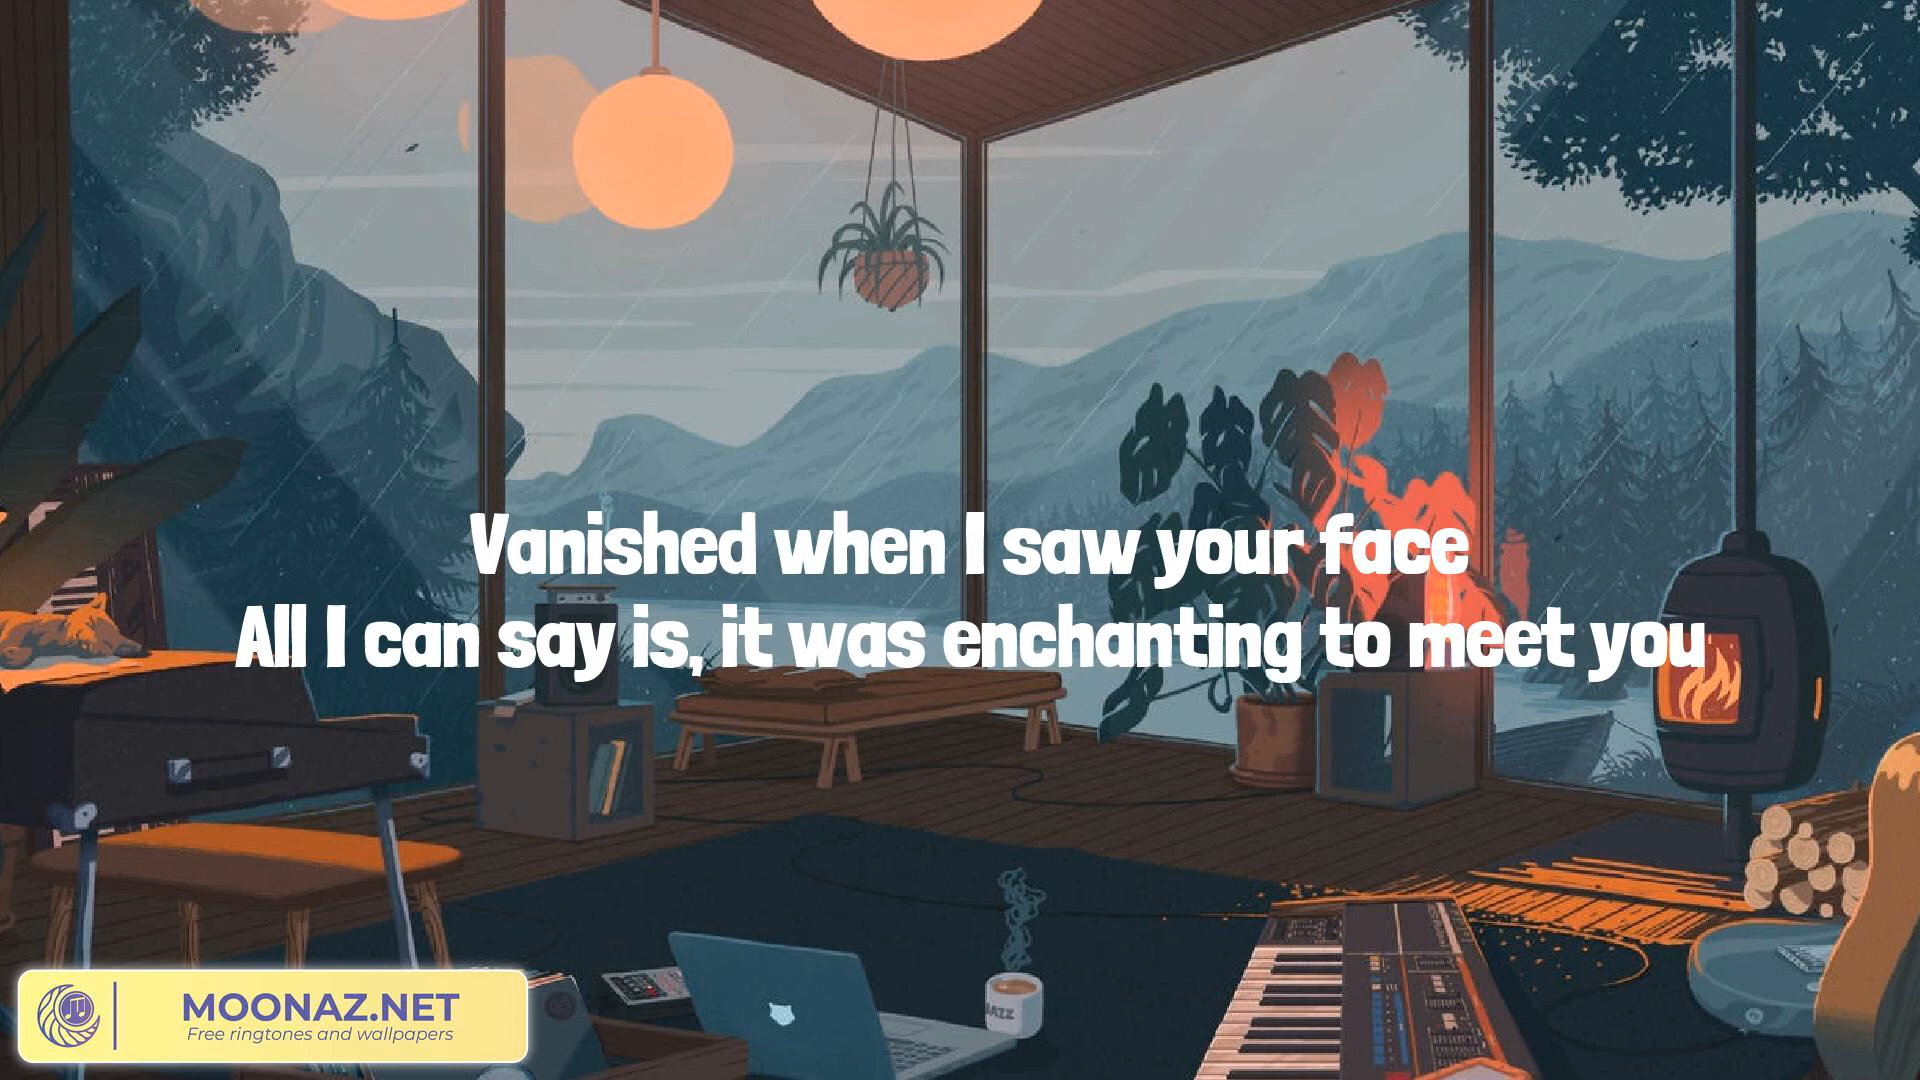 Vanished when I saw your face
All I can say is, it was enchanting to meet you
JAZZ
MOONAZ.NET
Free ringtones and wallpapers